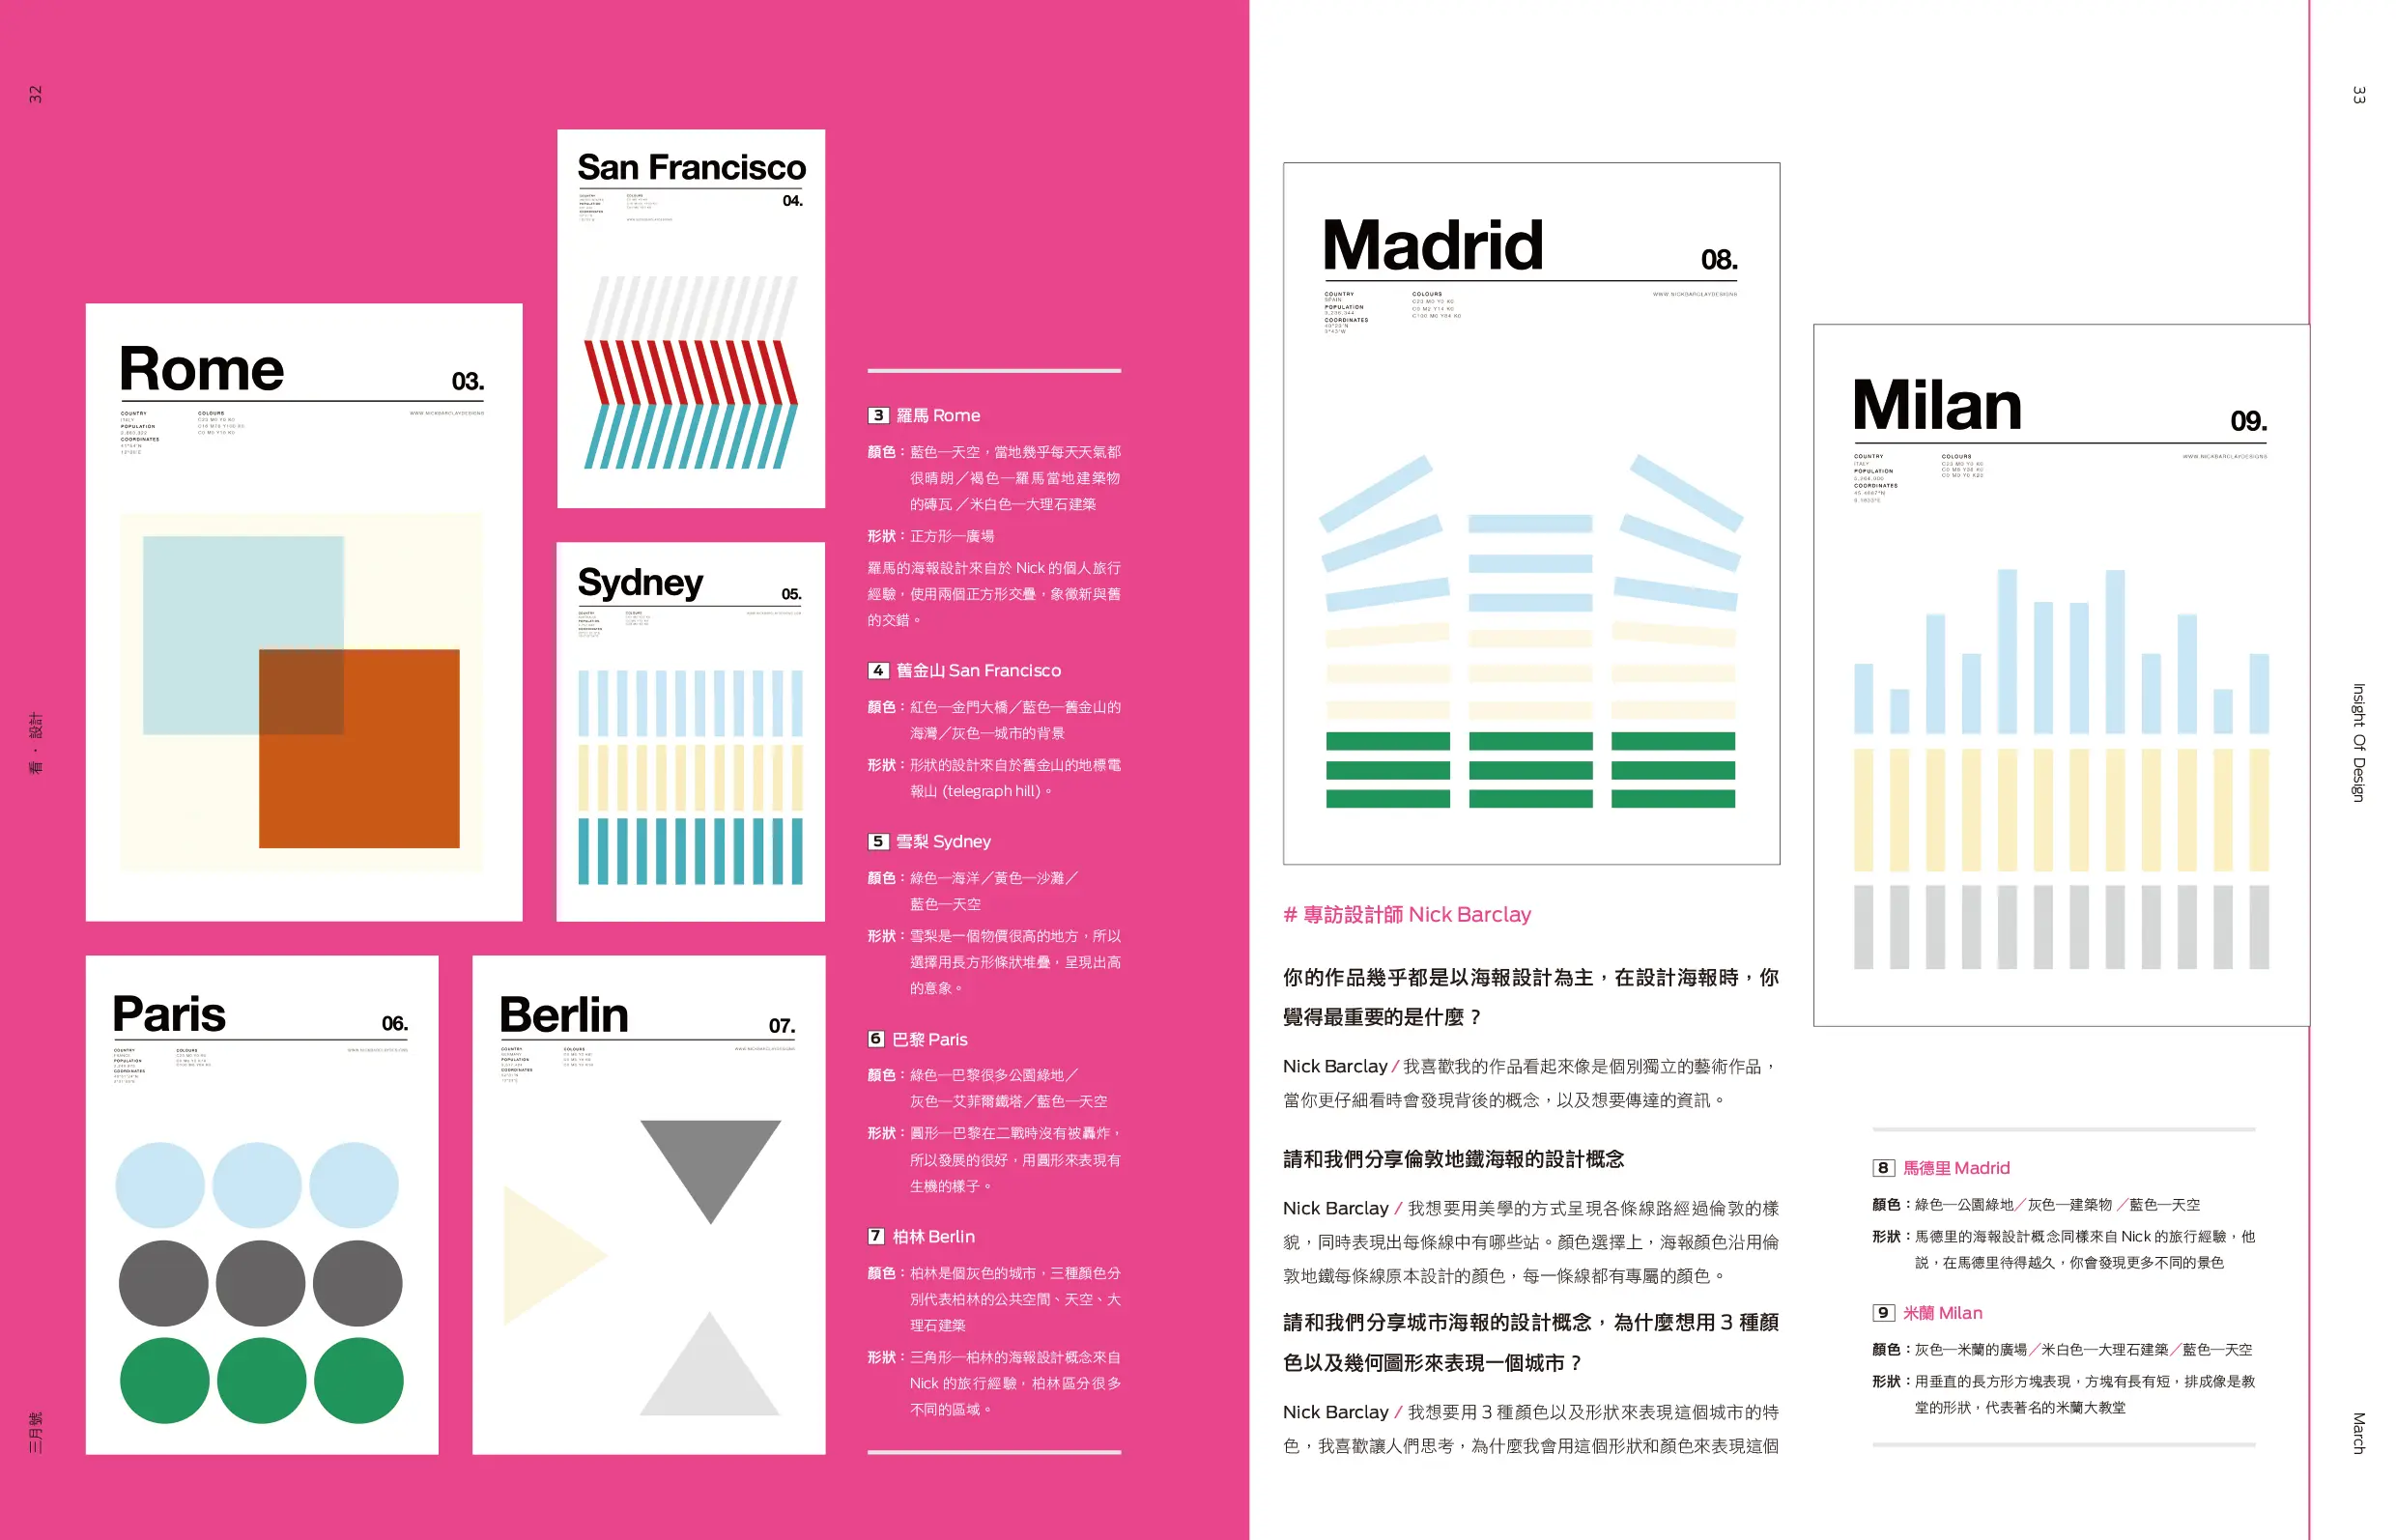 32
看・設計
三月號
San Francisco
04.
Rome
03.
COUNTRY
ITALY
POPULATION
COORDINATES
COLOURS
WWW.NICKBARCLAYDESIGNS
Sydney
05.
Paris
06.
COUNTRY
FRANCE
POPULATION
COORDINATES
COLOURS
Berlin
07.
COUNTRY
GERMANY
POPULATION
COORDINATES
COLOURS
WWW.NICKBARCLAYDESIGNS
3 羅馬 Rome
顏色：藍色—天空，當地幾乎每天天氣都
很晴朗／褐色—羅馬當地建築物
的磚瓦／米白色—大理石建築
形狀：正方形—廣場
羅馬的海報設計來自於 Nick 的個人旅行
經驗，使用兩個正方形交疊，象徵新與舊
的交錯。
4 舊金山 San Francisco
顏色：紅色—金門大橋／藍色—舊金山的
海灣／灰色—城市的背景
形狀：形狀的設計來自於舊金山的地標電
報山 (telegraph hill)。
5 雪梨 Sydney
顏色：綠色—海洋／黃色—沙灘／
藍色—天空
形狀：雪梨是一個物價很高的地方，所以
選擇用長方形條狀堆疊，呈現出高
的意象。
6 巴黎 Paris
顏色：綠色—巴黎很多公園綠地／
灰色—艾菲爾鐵塔／藍色—天空
形狀：圓形—巴黎在二戰時沒有被轟炸，
所以發展的很好，用圓形來表現有
生機的樣子。
7 柏林 Berlin
顏色：柏林是個灰色的城市，三種顏色分
別代表柏林的公共空間、天空、大
理石建築
形狀：三角形—柏林的海報設計概念來自
Nick 的旅行經驗，柏林區分很多
不同的區域。
Madrid
08.
COUNTRY
SPAIN
POPULATION
COORDINATES
COLOURS
WWW.NICKBARCLAYDESIGNS
Milan
09.
COUNTRY
ITALY
POPULATION
COORDINATES
COLOURS
WWW.NICKBARCLAYDESIGNS
# 專訪設計師 Nick Barclay
你的作品幾乎都是以海報設計為主，在設計海報時，你
覺得最重要的是什麼？
Nick Barclay / 我喜歡我的作品看起來像是個別獨立的藝術作品，
當你更仔細看時會發現背後的概念，以及想要傳達的資訊。
請和我們分享倫敦地鐵海報的設計概念
Nick Barclay / 我想要用美學的方式呈現各條線路經過倫敦的樣
貌，同時表現出每條線中有哪些站。顏色選擇上，海報顏色沿用倫
敦地鐵每條線原本設計的顏色，每一條線都有專屬的顏色。
請和我們分享城市海報的設計概念，為什麼想用 3 種顏
色以及幾何圖形來表現一個城市？
Nick Barclay / 我想要用 3 種顏色以及形狀來表現這個城市的特
色，我喜歡讓人們思考，為什麼我會用這個形狀和顏色來表現這個
8 馬德里 Madrid
顏色：綠色—公園綠地／灰色—建築物／藍色—天空
形狀：馬德里的海報設計概念同樣來自 Nick 的旅行經驗，他
說，在馬德里待得越久，你會發現更多不同的景色
9 米蘭 Milan
顏色：灰色—米蘭的廣場／米白色—大理石建築／藍色—天空
形狀：用垂直的長方形方塊表現，方塊有長有短，排成像是教
堂的形狀，代表著名的米蘭大教堂
33
Insight Of Design
March